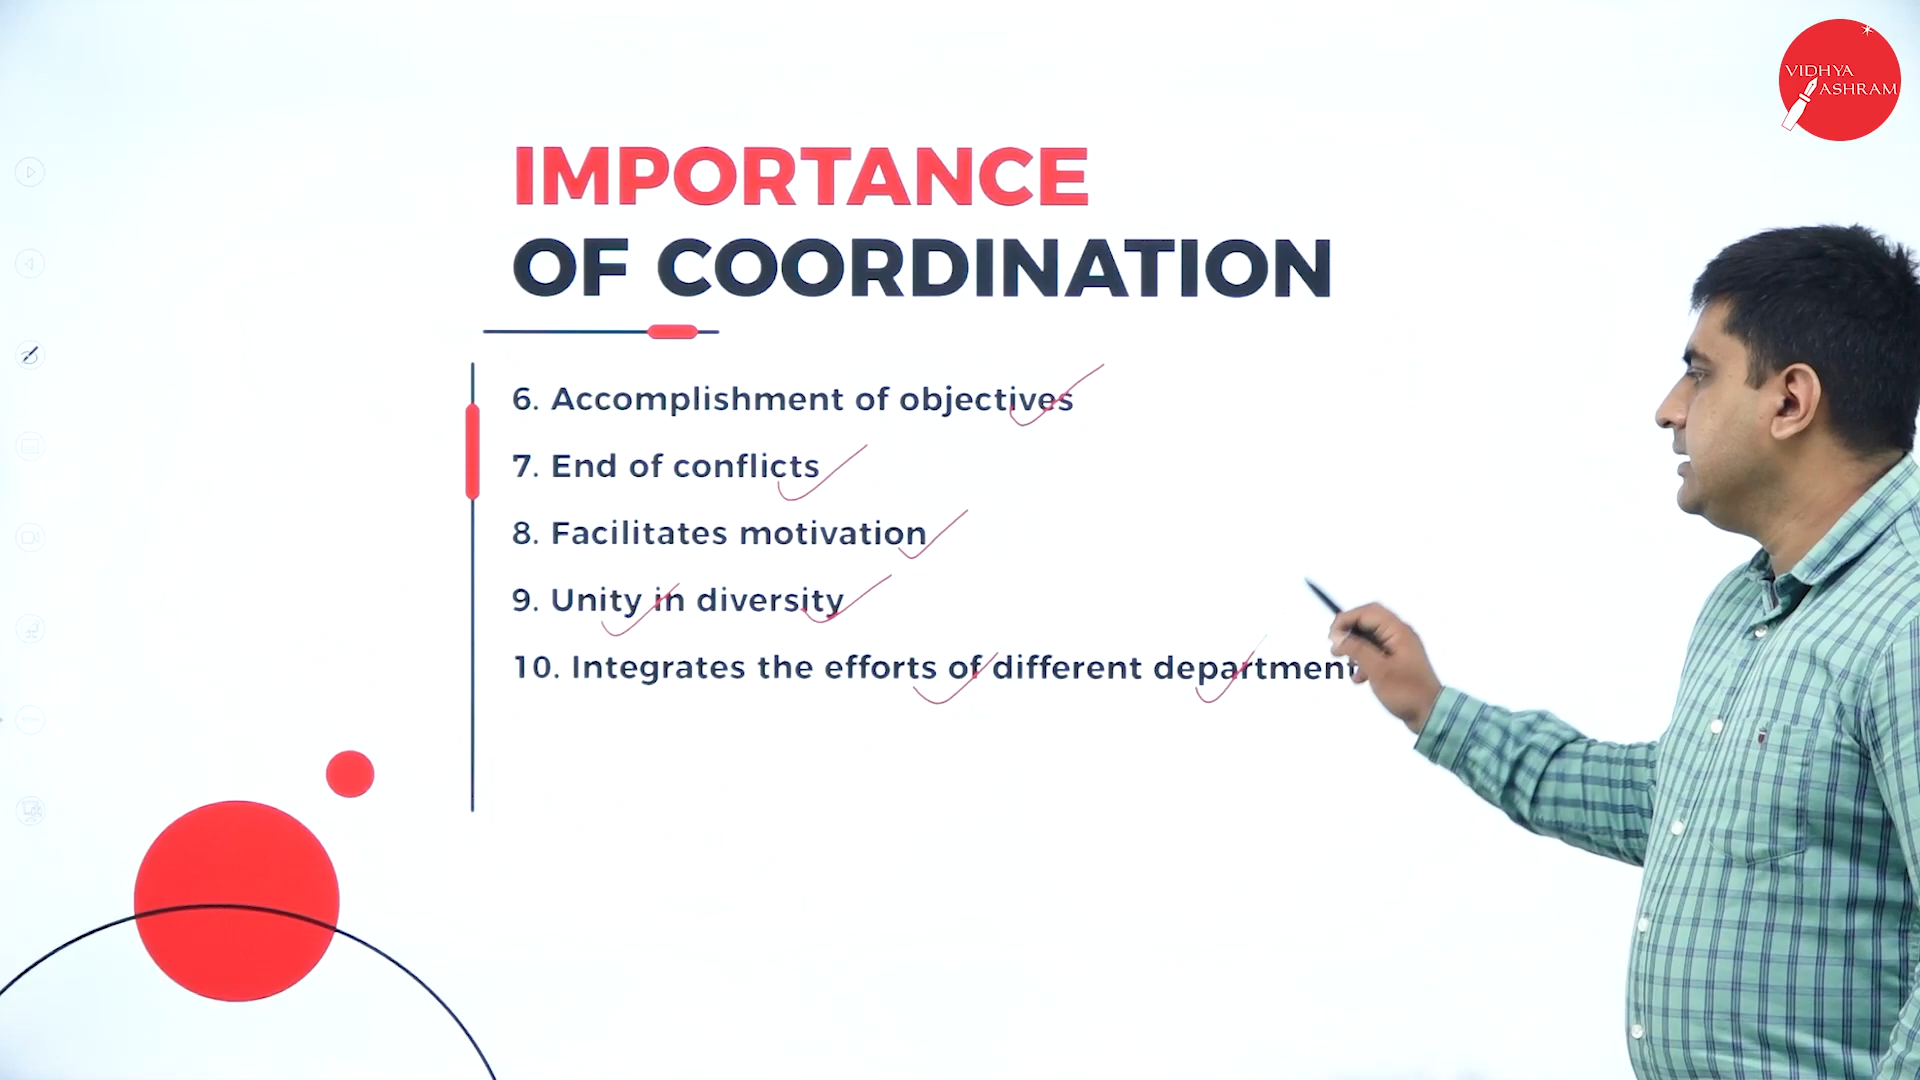 VIDHYA
ASHRAM
IMPORTANCE
OF COORDINATION
6. Accomplishment of objectives
7. End of conflicts
8. Facilitates motivation
9. Unity in diversity
10. Integrates the efforts of different department